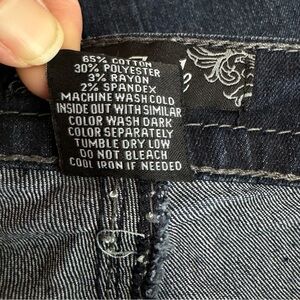 65% COTTON
30% POLYESTER
3% RAYON
2% SPANDEX
MACHINE WASH COLD
INSIDE OUT WITH SIMILAR
COLOR WASH DARK
COLOR SEPARATELY
TUMBLE DRY LOW
DO NOT BLEACH
COOL IRON IF NEEDED